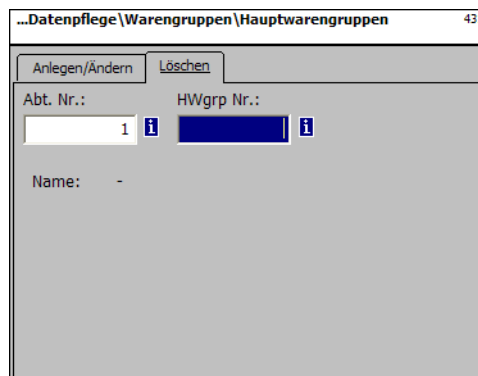 ...Datenpflege\Warengruppen\Hauptwarengruppen 43
Anlegen/Ändern Löschen
Abt. Nr.: HWgrp Nr.:
1 i i
Name: -